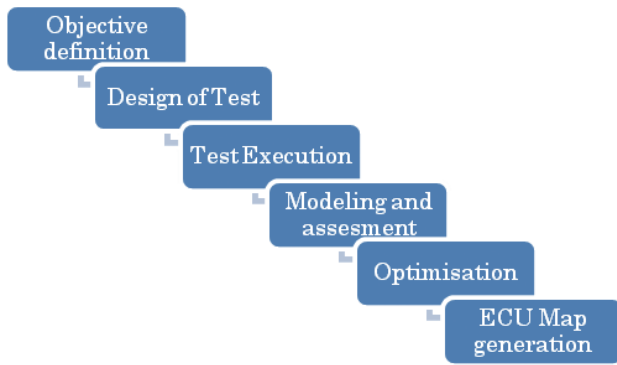 Objective
definition
Design of Test
Test Execution
Modeling and
assesment
Optimisation
ECU Map
generation